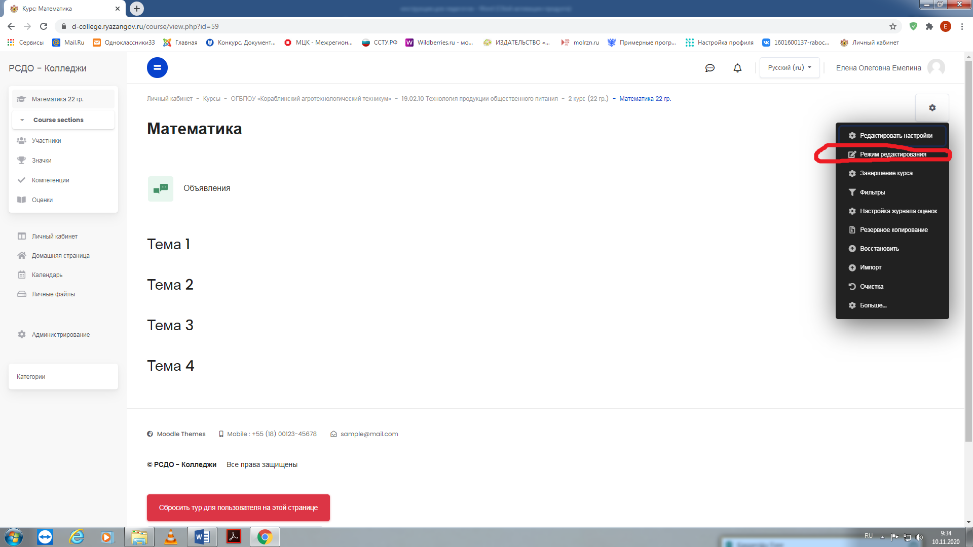 Курс: Математика
d-college.ryazangov.ru/course/view.php?id=59
Сервисы Mail.Ru Одноклассники33 Главная Конкурс. Документ... МЦК - Межрегион... ССТУ.РФ Wildberries.ru - мо... ИЗДАТЕЛЬСТВО «... molrzn.ru Примерные прогр... Настройка профиля 1601600137-raboc... Личный кабинет
РСДО - Колледжи
Русский (ru)
Елена Олеговна Емелина
Математика 22 гр.
Course sections
Участники
Значки
Компетенции
Оценки
Личный кабинет
Домашняя страница
Календарь
Личные файлы
Администрирование
Категории
Личный кабинет - Курсы - ОГБПОУ «Кораблинский агротехнологический техникум» - 19.02.10 Технология продукции общественного питания - 2 курс (22 гр.) - Математика 22 гр.
Математика
Объявления
Тема 1
Тема 2
Тема 3
Тема 4
Редактировать настройки
Режим редактирования
Завершение курса
Фильтры
Настройка журнала оценок
Резервное копирование
Восстановить
Импорт
Очистка
Больше...
Moodle Themes Mobile : +55 (18) 00123-45678 sample@mail.com
© РСДО - Колледжи Все права защищены
Сбросить тур для пользователя на этой странице
RU
9:14
10.11.2020